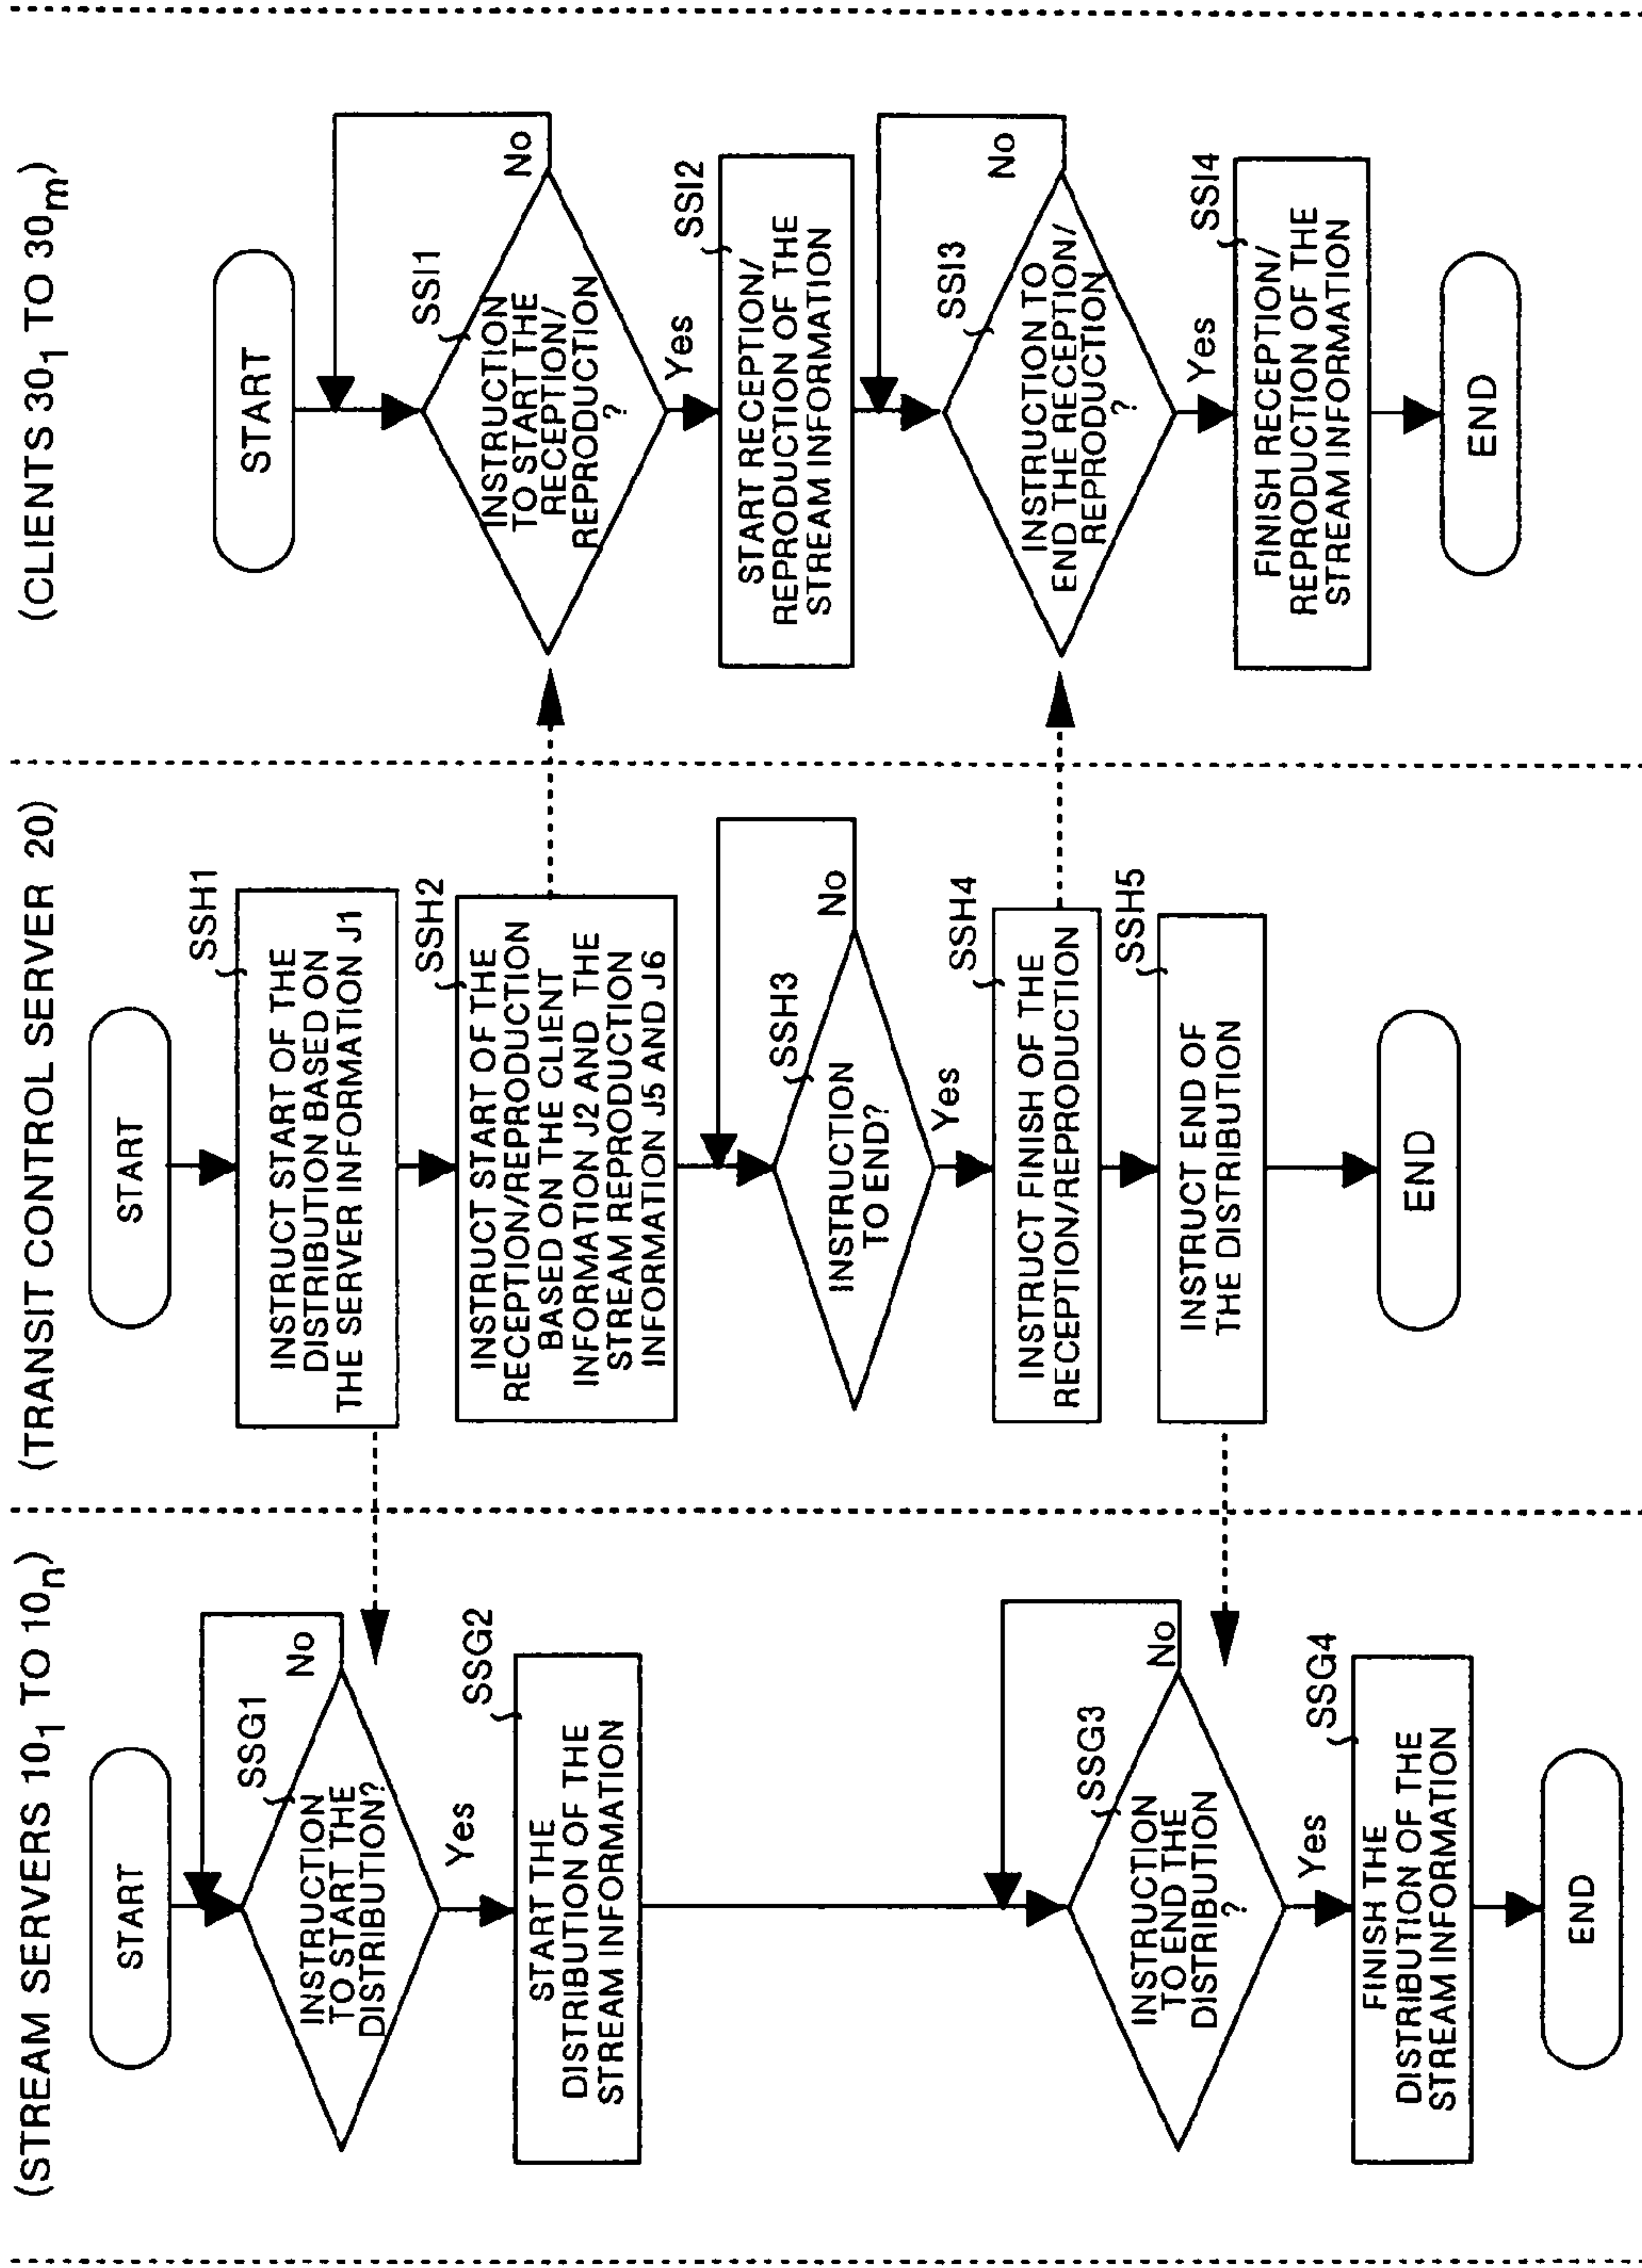 (STREAM SERVERS 10₁ TO 10ₙ)
START
SSG1
INSTRUCTION
TO START THE
DISTRIBUTION?
No
Yes
SSG2
START THE
DISTRIBUTION OF THE
STREAM INFORMATION
SSG3
INSTRUCTION
TO END THE
DISTRIBUTION
?
No
Yes
SSG4
FINISH THE
DISTRIBUTION OF THE
STREAM INFORMATION
END
(TRANSIT CONTROL SERVER 20)
START
SSH1
INSTRUCT START OF THE
DISTRIBUTION BASED ON
THE SERVER INFORMATION J1
SSH2
INSTRUCT START OF THE
RECEPTION/REPRODUCTION
BASED ON THE CLIENT
INFORMATION J2 AND THE
STREAM REPRODUCTION
INFORMATION J5 AND J6
SSH3
INSTRUCTION
TO END?
No
Yes
SSH4
INSTRUCT FINISH OF THE
RECEPTION/REPRODUCTION
SSH5
INSTRUCT END OF
THE DISTRIBUTION
END
(CLIENTS 30₁ TO 30ₘ)
START
SSI1
INSTRUCTION
TO START THE
RECEPTION/
REPRODUCTION
?
No
Yes
SSI2
START RECEPTION/
REPRODUCTION OF THE
STREAM INFORMATION
SSI3
INSTRUCTION TO
END THE RECEPTION/
REPRODUCTION
?
No
Yes
SSI4
FINISH RECEPTION/
REPRODUCTION OF THE
STREAM INFORMATION
END